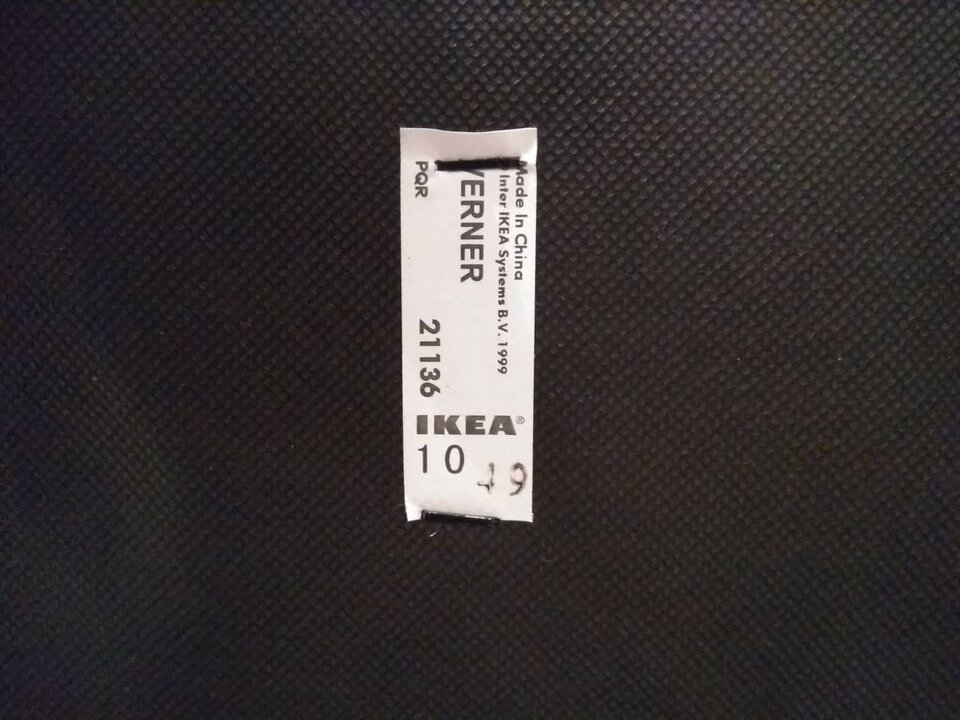 Made In China
Inter IKEA Systems B.V. 1999
VERNER
PQR 21136
IKEA®
10